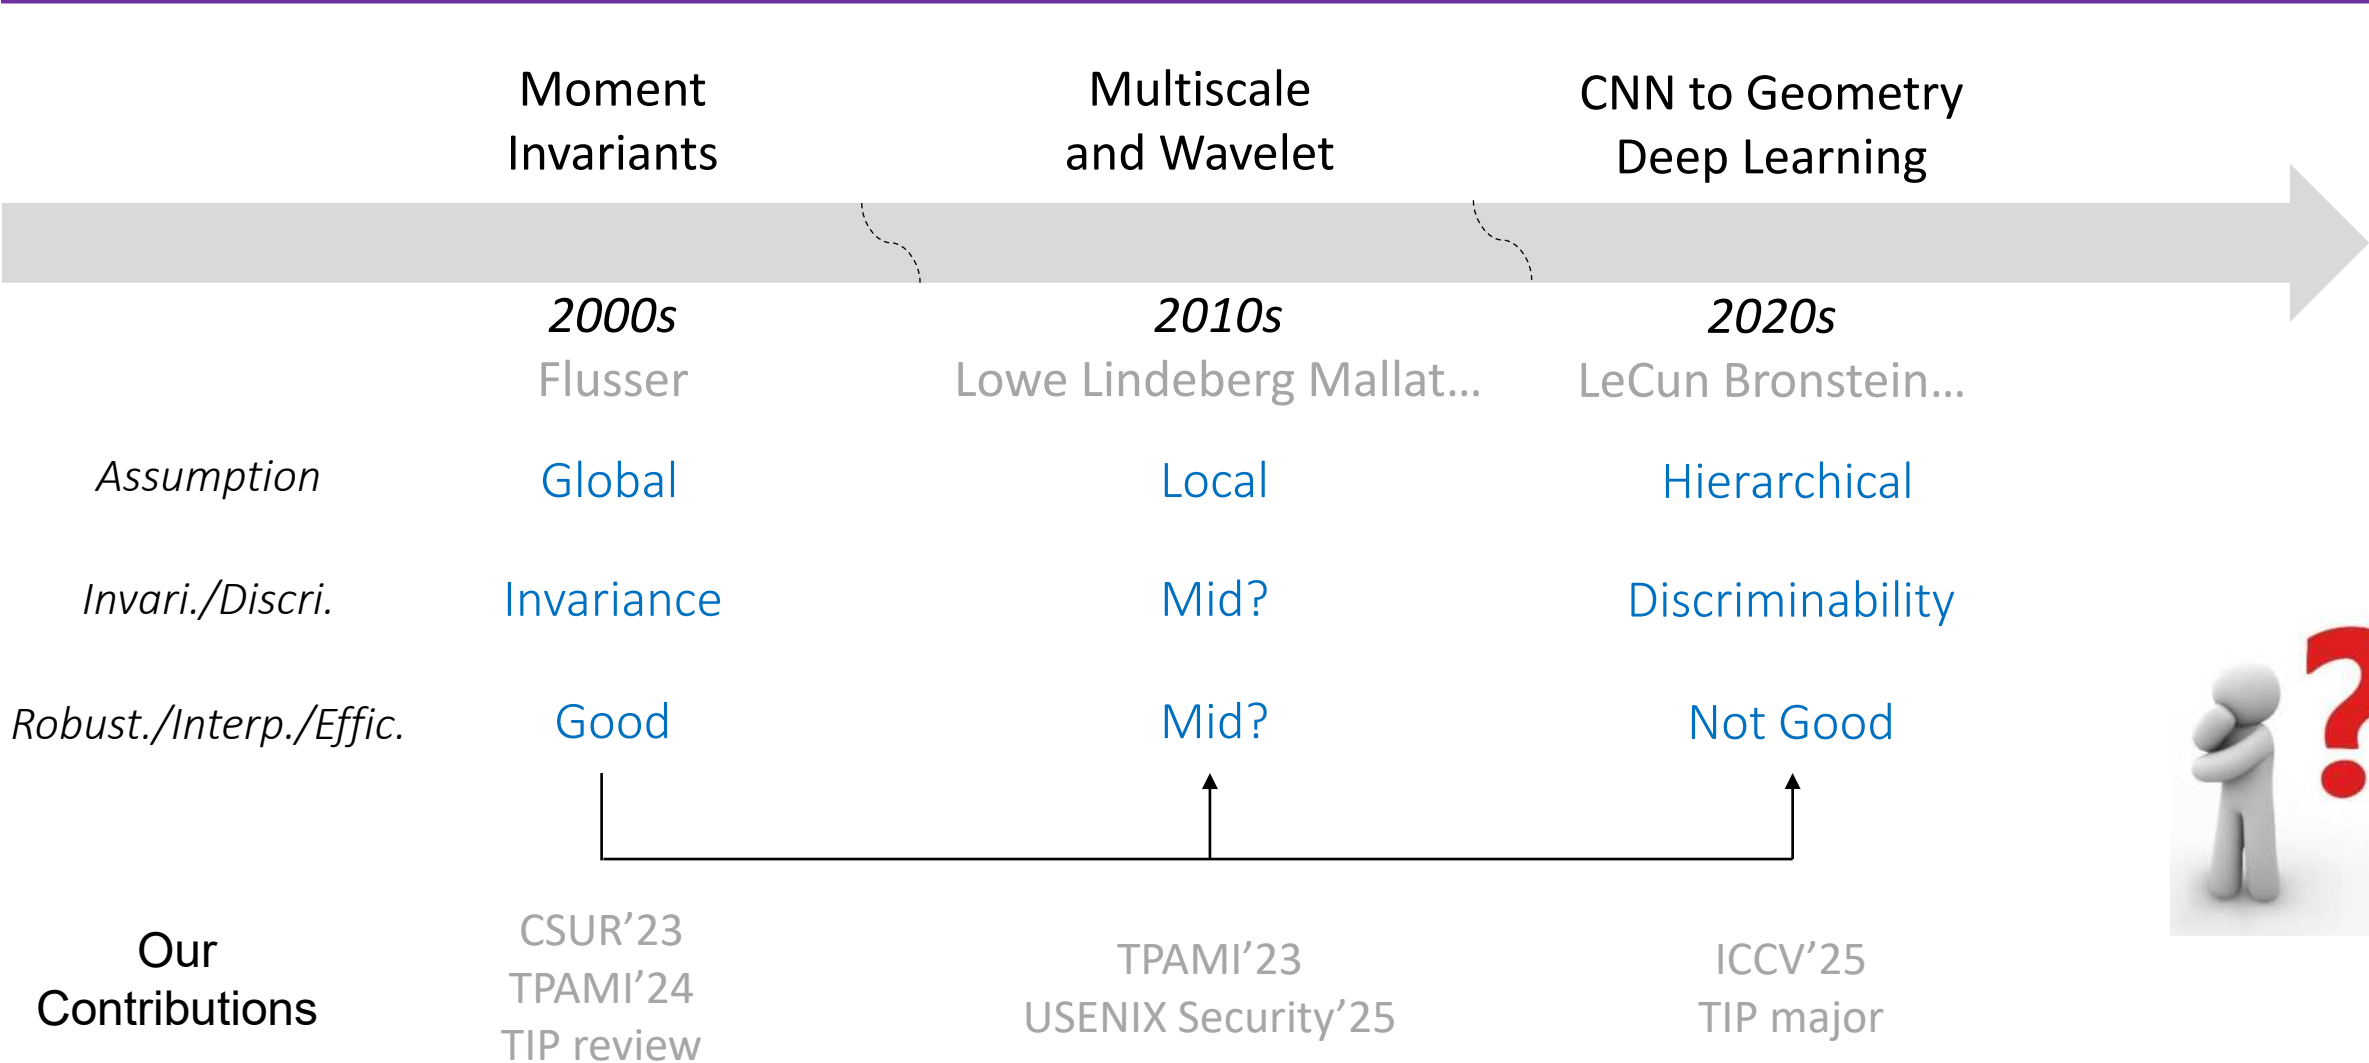 Moment
Invariants
Multiscale
and Wavelet
CNN to Geometry
Deep Learning
2000s
2010s
2020s
Flusser
Lowe Lindeberg Mallat...
LeCun Bronstein...
Assumption
Global
Local
Hierarchical
Invari./Discri.
Invariance
Mid?
Discriminability
Robust./Interp./Effic.
Good
Mid?
Not Good
?
Our
Contributions
CSUR’23
TPAMI’24
TIP review
TPAMI’23
USENIX Security’25
ICCV’25
TIP major